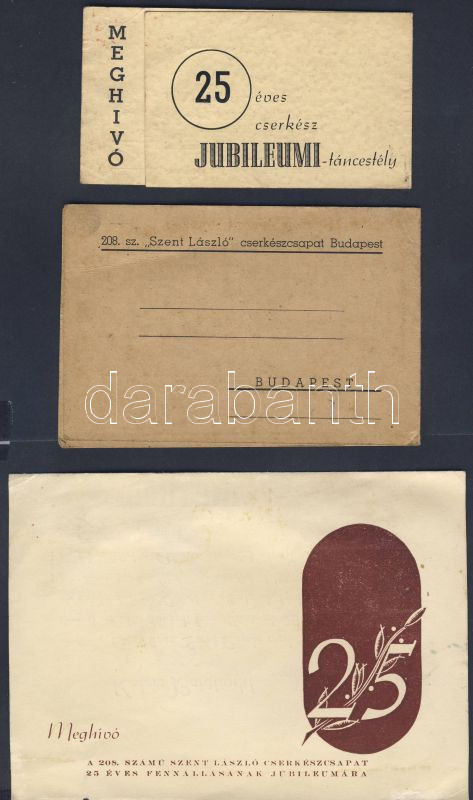 MEGHIVÓ
25 éves
cserkész
JUBILEUMI-táncestély
208. sz. „Szent László" cserkészcsapat Budapest
BUDAPEST
darabanth
25
Meghivó
A 208. SZÁMÚ SZENT LÁSZLÓ CSERKÉSZCSAPAT
25 ÉVES FENNÁLLÁSÁNAK JUBILEUMÁRA